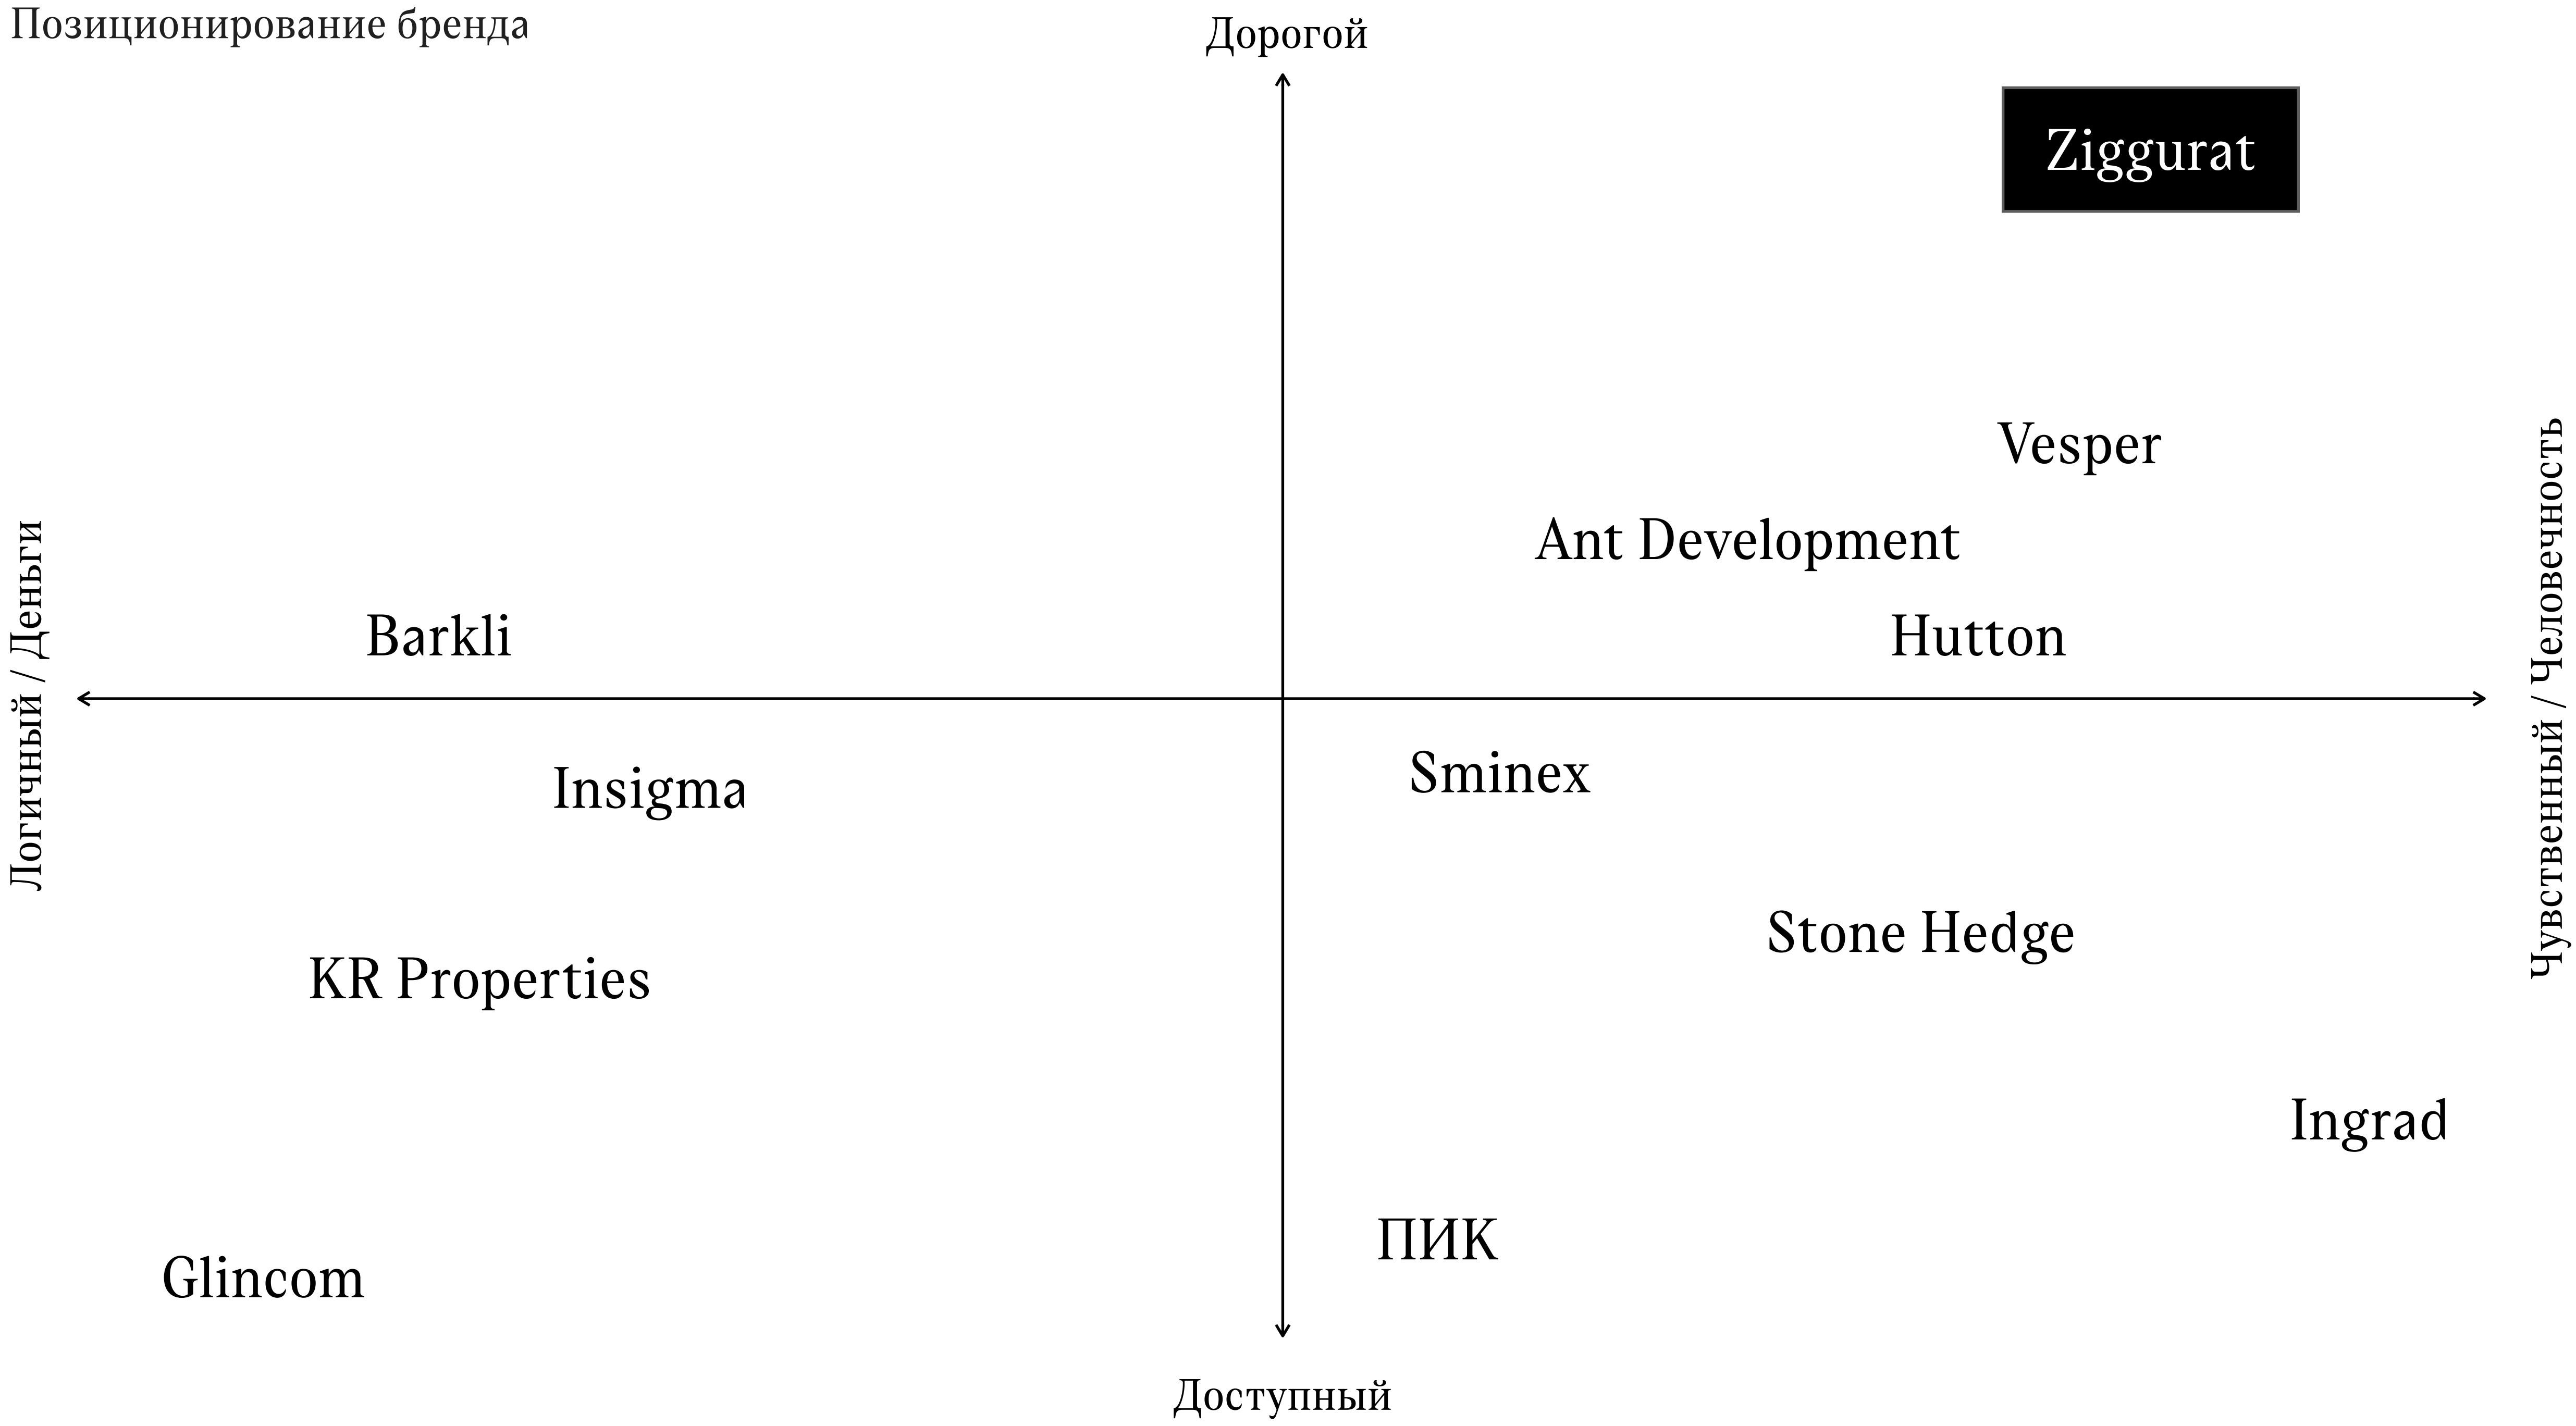 Позиционирование бренда
Дорогой
Ziggurat
Vesper
Ant Development
Barkli
Hutton
Логичный / Деньги
Чувственный / Человечность
Insigma
Sminex
Stone Hedge
KR Properties
Ingrad
ПИК
Glincom
Доступный